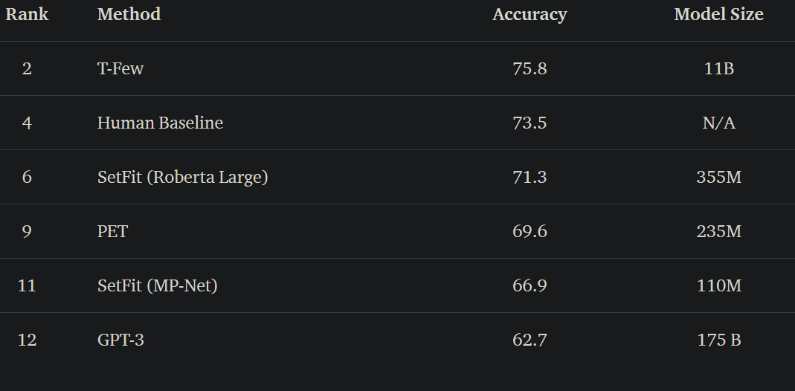 Rank Method Accuracy Model Size
2 T-Few 75.8 11B
4 Human Baseline 73.5 N/A
6 SetFit (Roberta Large) 71.3 355M
9 PET 69.6 235M
11 SetFit (MP-Net) 66.9 110M
12 GPT-3 62.7 175 B